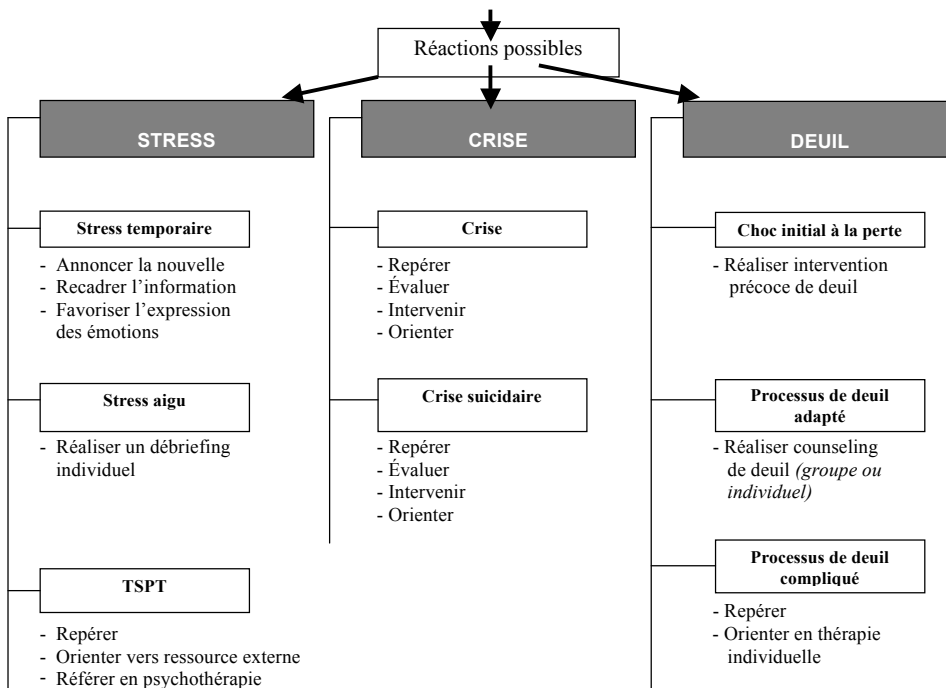 Réactions possibles
STRESS
Stress temporaire
- Annoncer la nouvelle
- Recadrer l’information
- Favoriser l’expression
des émotions
Stress aigu
- Réaliser un débriefing
individuel
TSPT
- Repérer
- Orienter vers ressource externe
- Référer en psychothérapie
CRISE
Crise
- Repérer
- Évaluer
- Intervenir
- Orienter
Crise suicidaire
- Repérer
- Évaluer
- Intervenir
- Orienter
DEUIL
Choc initial à la perte
- Réaliser intervention
précoce de deuil
Processus de deuil
adapté
- Réaliser counseling
de deuil (groupe ou
individuel)
Processus de deuil
compliqué
- Repérer
- Orienter en thérapie
individuelle